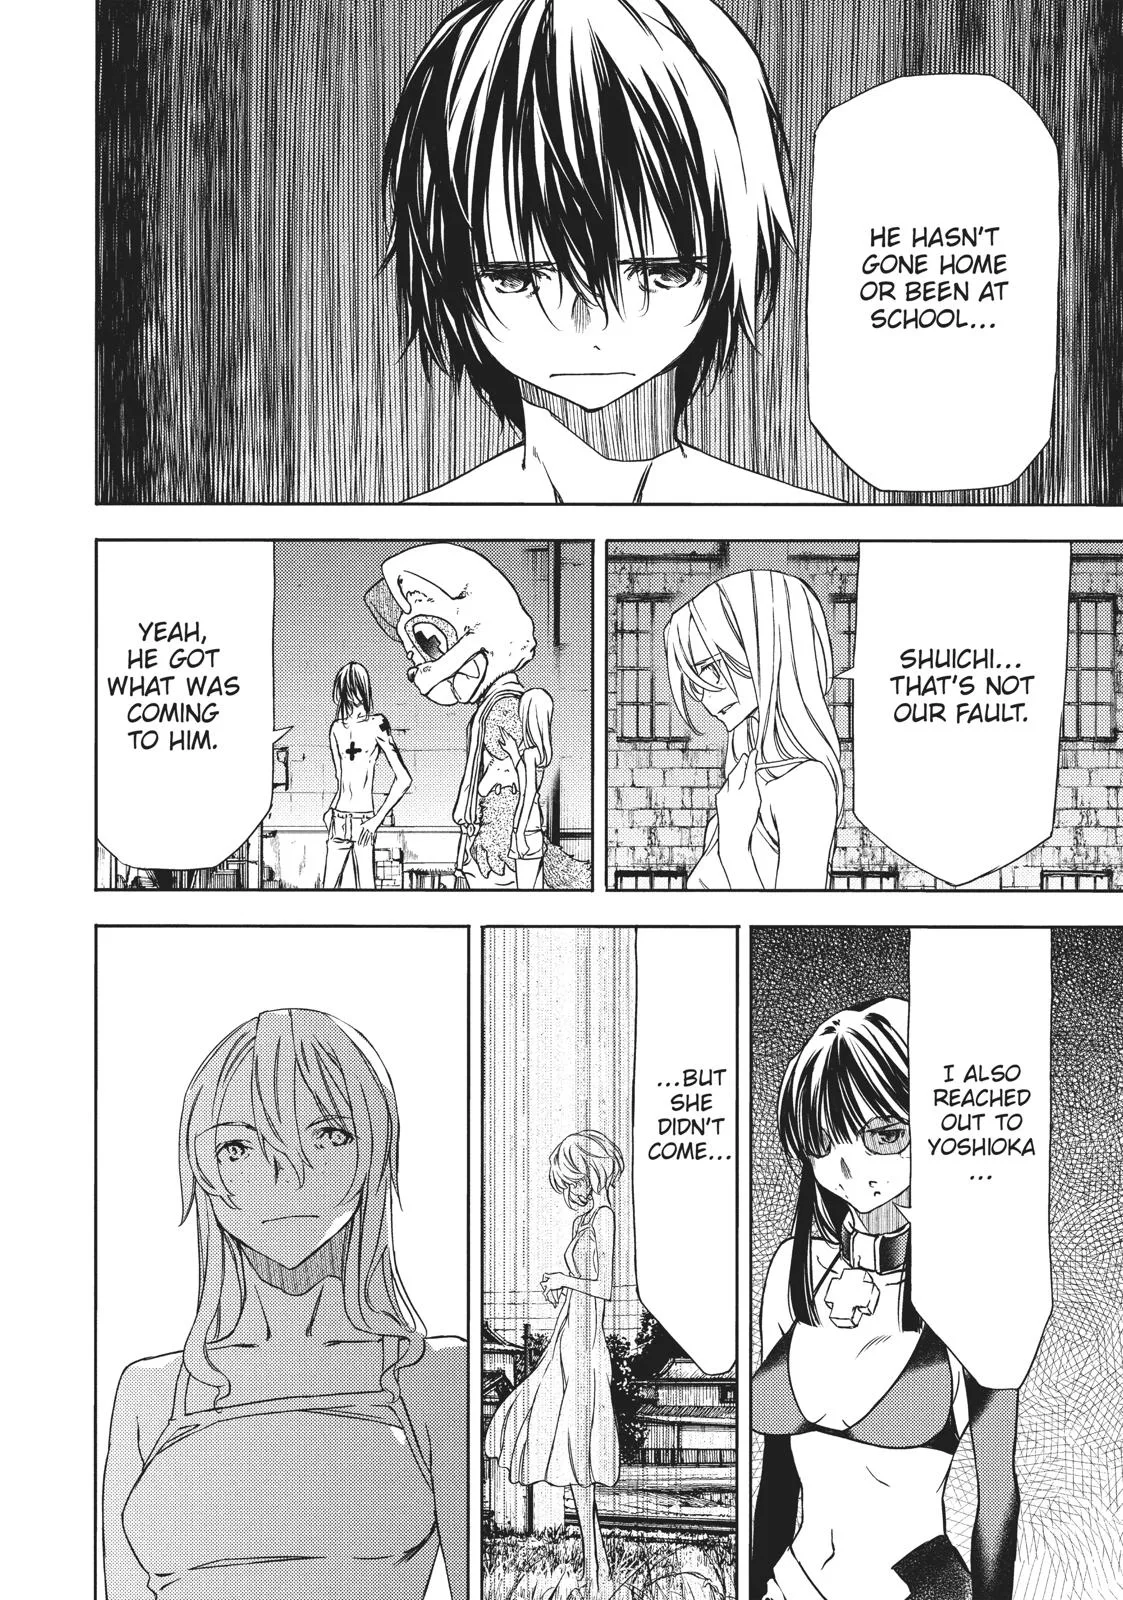 HE HASN'T
GONE HOME
OR BEEN AT
SCHOOL...
SHUICHI...
THAT'S NOT
OUR FAULT.
YEAH,
HE GOT
WHAT WAS
COMING
TO HIM.
I ALSO
REACHED
OUT TO
YOSHIOKA
...
...BUT
SHE
DIDN'T
COME...